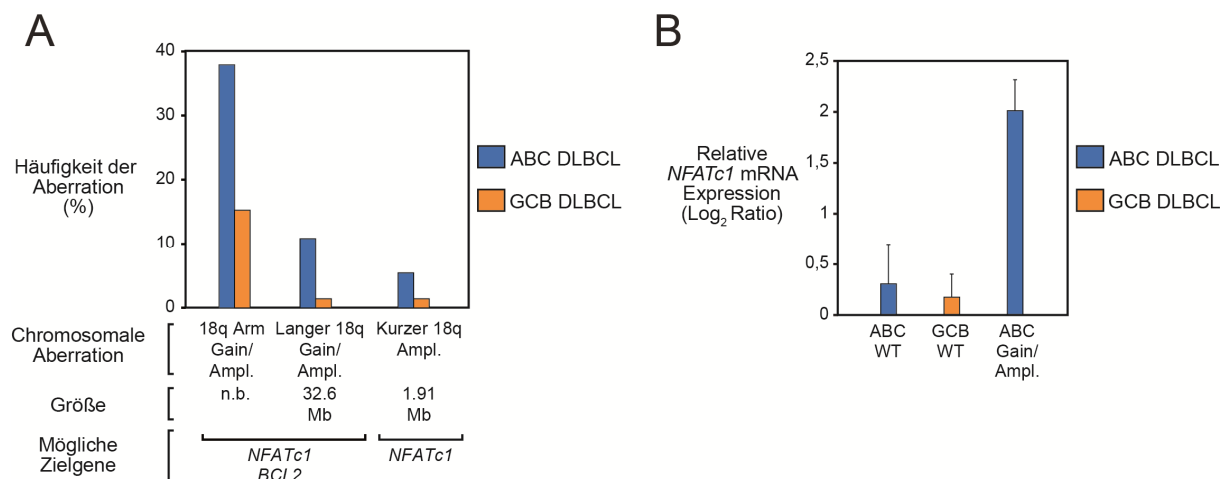 A
40
30
20
10
0
Häufigkeit der
Aberration
(%)
ABC DLBCL
GCB DLBCL
Chromosomale
Aberration
18q Arm
Gain/
Ampl.
Langer 18q
Gain/
Ampl.
Kurzer 18q
Ampl.
Größe
n.b.
32.6
Mb
1.91
Mb
Mögliche
Zielgene
NFATc1
BCL2
NFATc1
B
2,5
2
1,5
1
0,5
0
Relative
NFATc1 mRNA
Expression
(Log2 Ratio)
ABC DLBCL
GCB DLBCL
ABC
WT
GCB
WT
ABC
Gain/
Ampl.